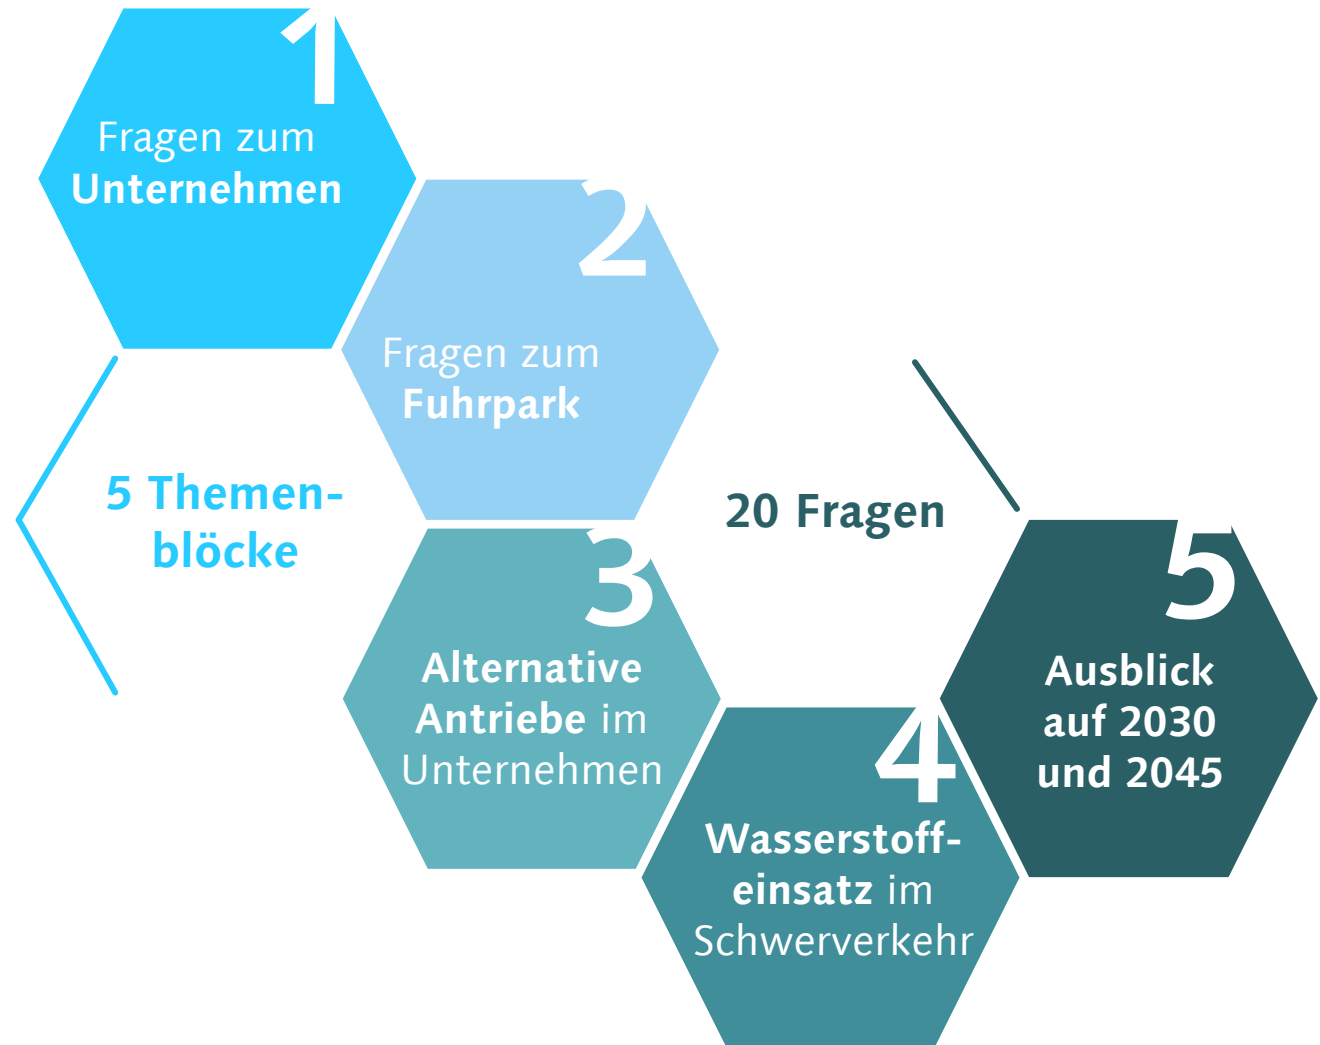 1
Fragen zum
Unternehmen
2
Fragen zum
Fuhrpark
5 Themen-
blöcke
20 Fragen
3
Alternative
Antriebe im
Unternehmen
4
Wasserstoff-
einsatz im
Schwerverkehr
5
Ausblick
auf 2030
und 2045